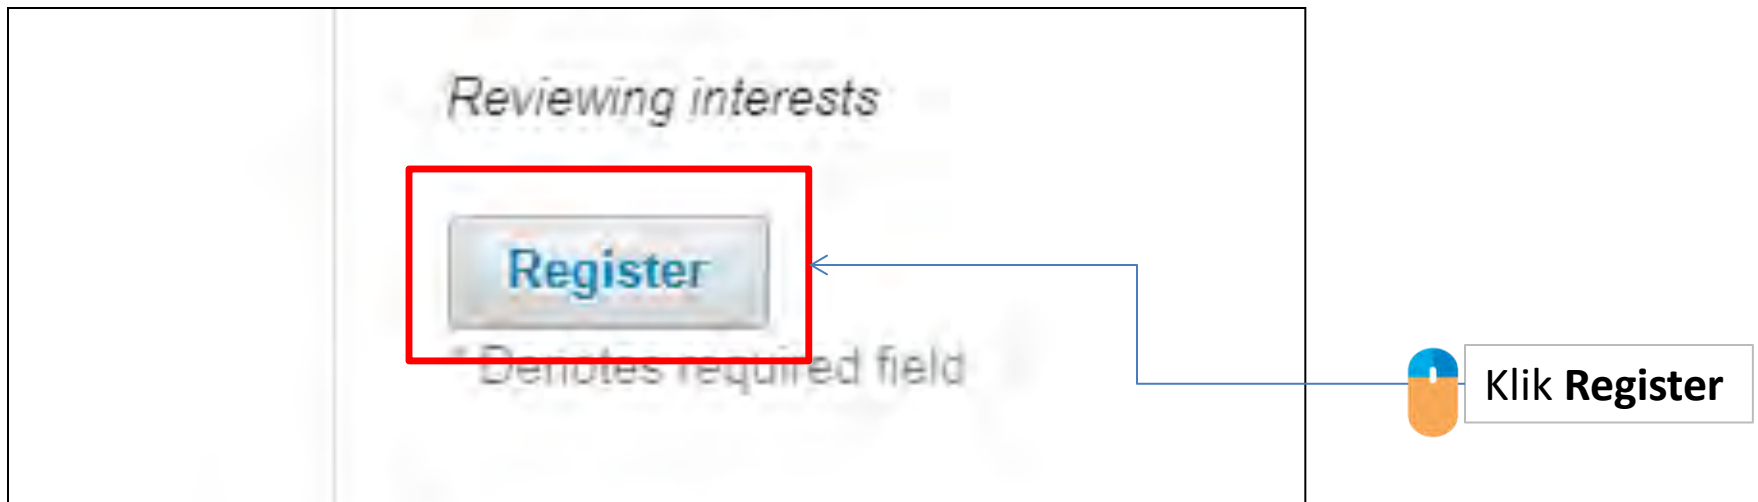 Reviewing interests
Register
* Denotes required field
Klik Register